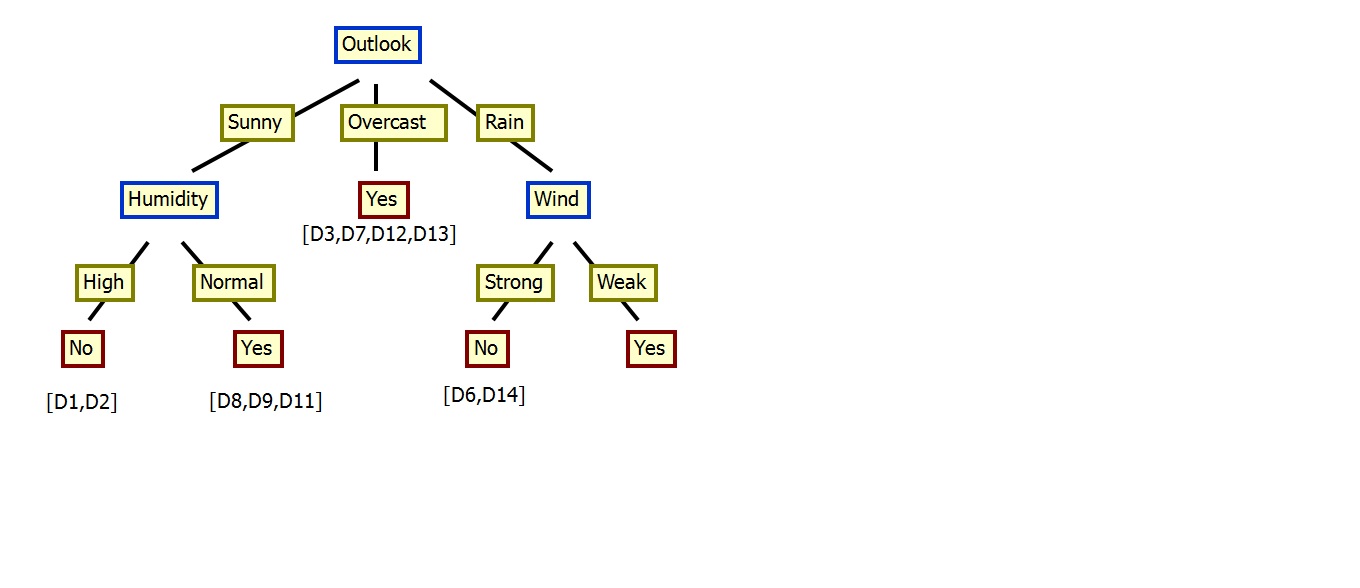 Outlook
Sunny Overcast Rain
Humidity Yes Wind
[D3,D7,D12,D13]
High Normal Strong Weak
No Yes No Yes
[D1,D2] [D8,D9,D11] [D6,D14]